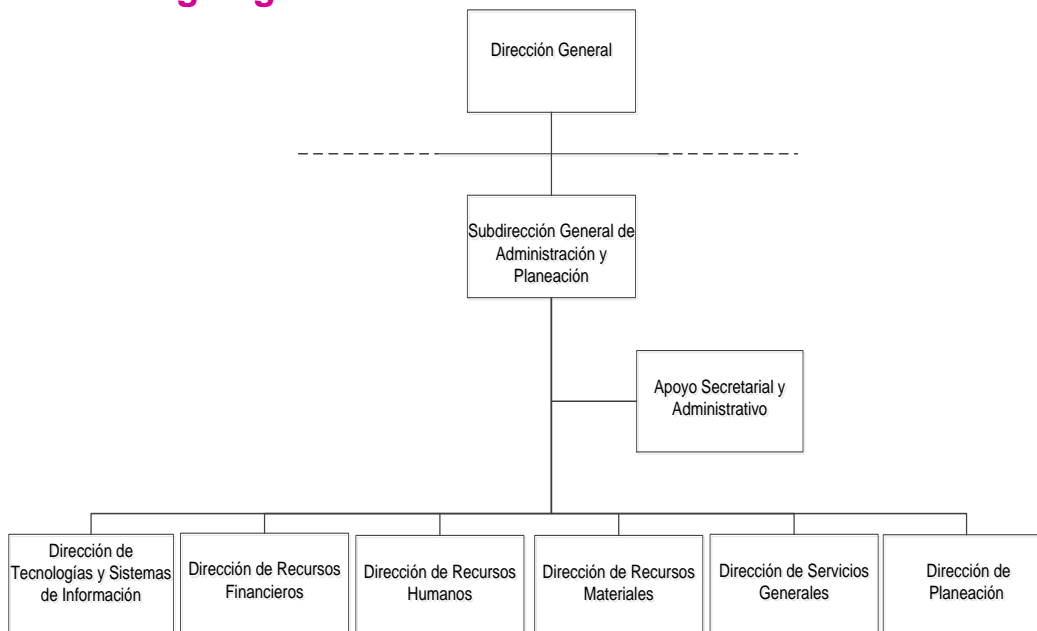 Dirección General
Subdirección General de
Administración y
Planeación
Apoyo Secretarial y
Administrativo
Dirección de
Tecnologías y Sistemas
de Información
Dirección de Recursos
Financieros
Dirección de Recursos
Humanos
Dirección de Recursos
Materiales
Dirección de Servicios
Generales
Dirección de
Planeación